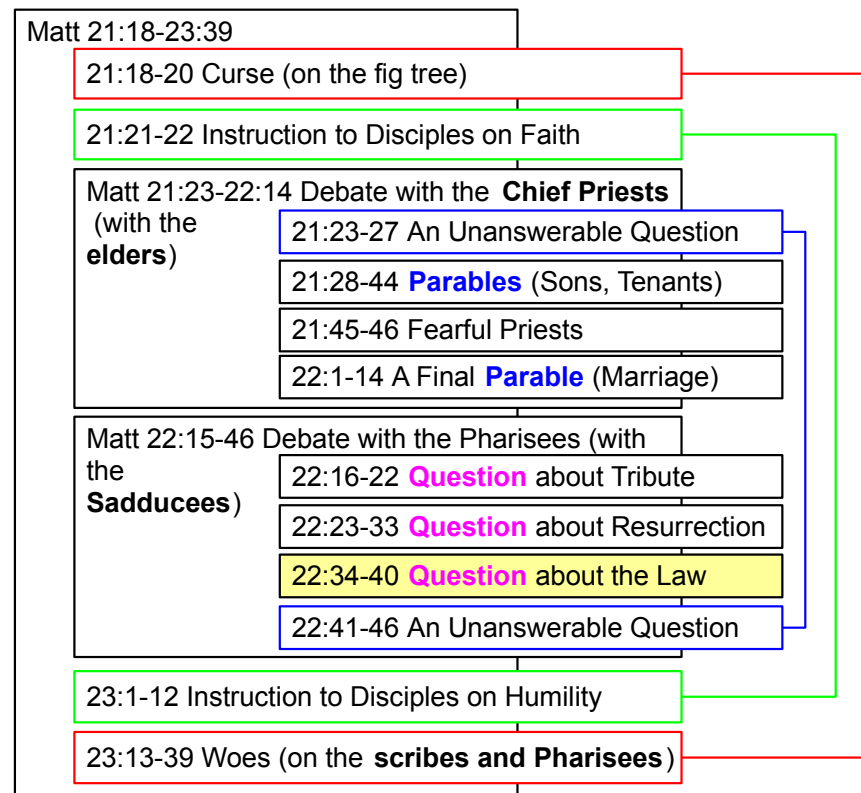 Matt 21:18-23:39
21:18-20 Curse (on the fig tree)
21:21-22 Instruction to Disciples on Faith
Matt 21:23-22:14 Debate with the Chief Priests
(with the
elders)
21:23-27 An Unanswerable Question
21:28-44 Parables (Sons, Tenants)
21:45-46 Fearful Priests
22:1-14 A Final Parable (Marriage)
Matt 22:15-46 Debate with the Pharisees (with
the
Sadducees)
22:16-22 Question about Tribute
22:23-33 Question about Resurrection
22:34-40 Question about the Law
22:41-46 An Unanswerable Question
23:1-12 Instruction to Disciples on Humility
23:13-39 Woes (on the scribes and Pharisees)